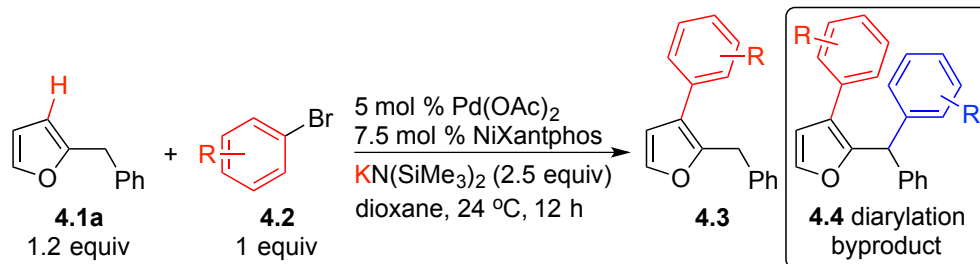 H
O
Ph
4.1a
1.2 equiv
+
R
Br
4.2
1 equiv
5 mol % Pd(OAc)2
7.5 mol % NiXantphos
KN(SiMe3)2 (2.5 equiv)
dioxane, 24 ºC, 12 h
R
O
Ph
4.3
R
R
O
Ph
4.4 diarylation
byproduct